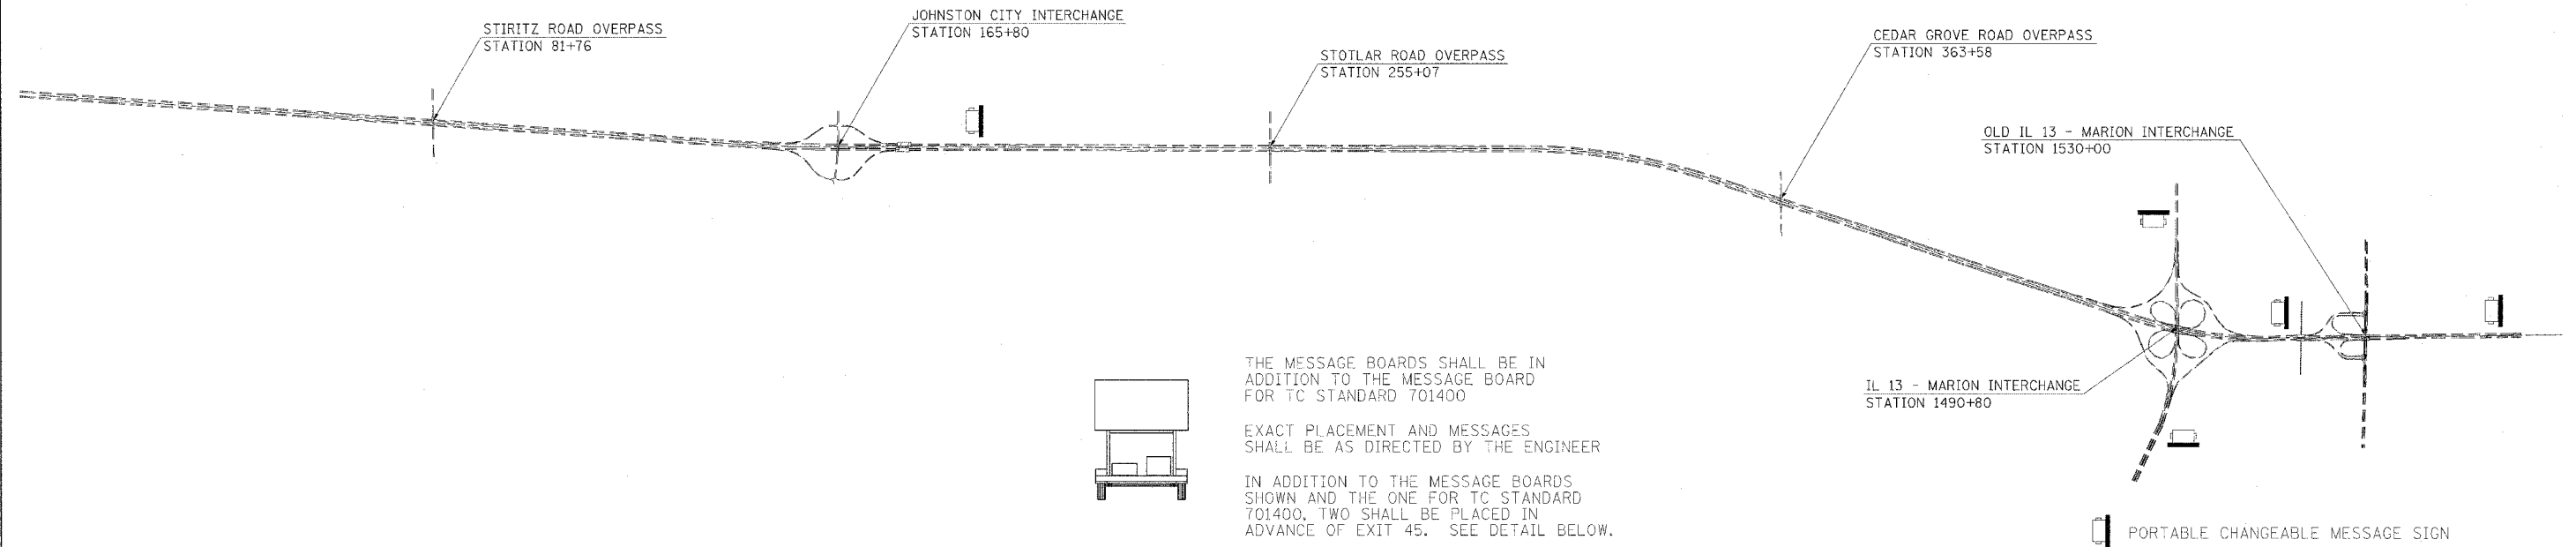 STIRITZ ROAD OVERPASS
STATION 81+76
JOHNSTON CITY INTERCHANGE
STATION 165+80
STOTLAR ROAD OVERPASS
STATION 255+07
CEDAR GROVE ROAD OVERPASS
STATION 363+58
OLD IL 13 - MARION INTERCHANGE
STATION 1530+00
IL 13 - MARION INTERCHANGE
STATION 1490+80
THE MESSAGE BOARDS SHALL BE IN
ADDITION TO THE MESSAGE BOARD
FOR TC STANDARD 701400
EXACT PLACEMENT AND MESSAGES
SHALL BE AS DIRECTED BY THE ENGINEER
IN ADDITION TO THE MESSAGE BOARDS
SHOWN AND THE ONE FOR TC STANDARD
701400, TWO SHALL BE PLACED IN
ADVANCE OF EXIT 45. SEE DETAIL BELOW.
PORTABLE CHANGEABLE MESSAGE SIGN